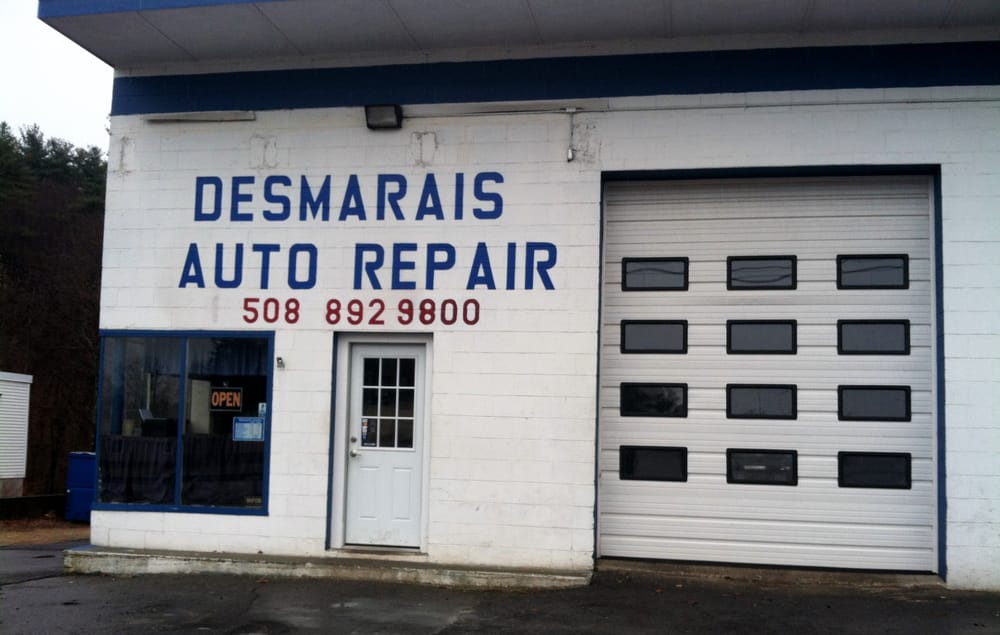 DESMARAIS
AUTO REPAIR
508 892 9800
OPEN